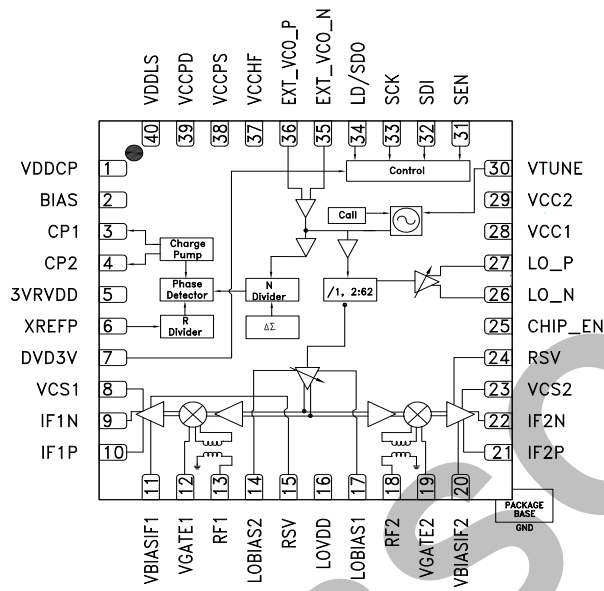 VDDLS
VCCPD
VCCPS
VCCHF
EXT_VCO_P
EXT_VCO_N
LD/SDO
SCK
SDI
SEN
40
39
38
37
36
35
34
33
32
31
VDDCP 1
BIAS 2
CP1 3
CP2 4
3VRVDD 5
XREFP 6
DVD3V 7
VCS1 8
IF1N 9
IF1P 10
30 VTUNE
29 VCC2
28 VCC1
27 LO_P
26 LO_N
25 CHIP_EN
24 RSV
23 VCS2
22 IF2N
21 IF2P
Control
Call
Charge
Pump
Phase
Detector
R
Divider
N
Divider
ΔΣ
/1, 2:62
11
12
13
14
15
16
17
18
19
20
VBIASIF1
VGATE1
RF1
LOBIAS2
RSV
LOVDD
LOBIAS1
RF2
VGATE2
VBIASIF2
PACKAGE
BASE
GND